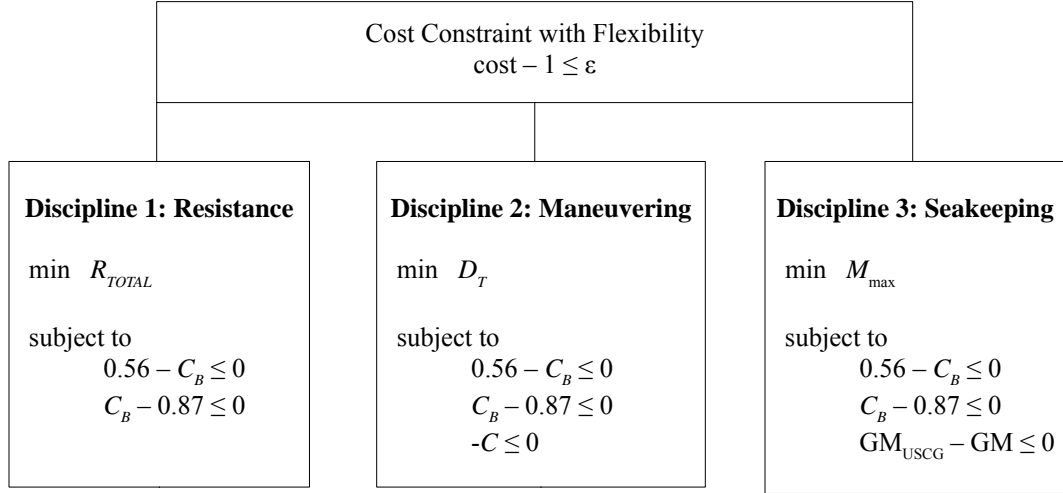 Cost Constraint with Flexibility
cost – 1 ≤ ε
Discipline 1: Resistance
min R_TOTAL
subject to
0.56 – C_B ≤ 0
C_B – 0.87 ≤ 0
Discipline 2: Maneuvering
min D_T
subject to
0.56 – C_B ≤ 0
C_B – 0.87 ≤ 0
-C ≤ 0
Discipline 3: Seakeeping
min M_max
subject to
0.56 – C_B ≤ 0
C_B – 0.87 ≤ 0
GM_USCG – GM ≤ 0